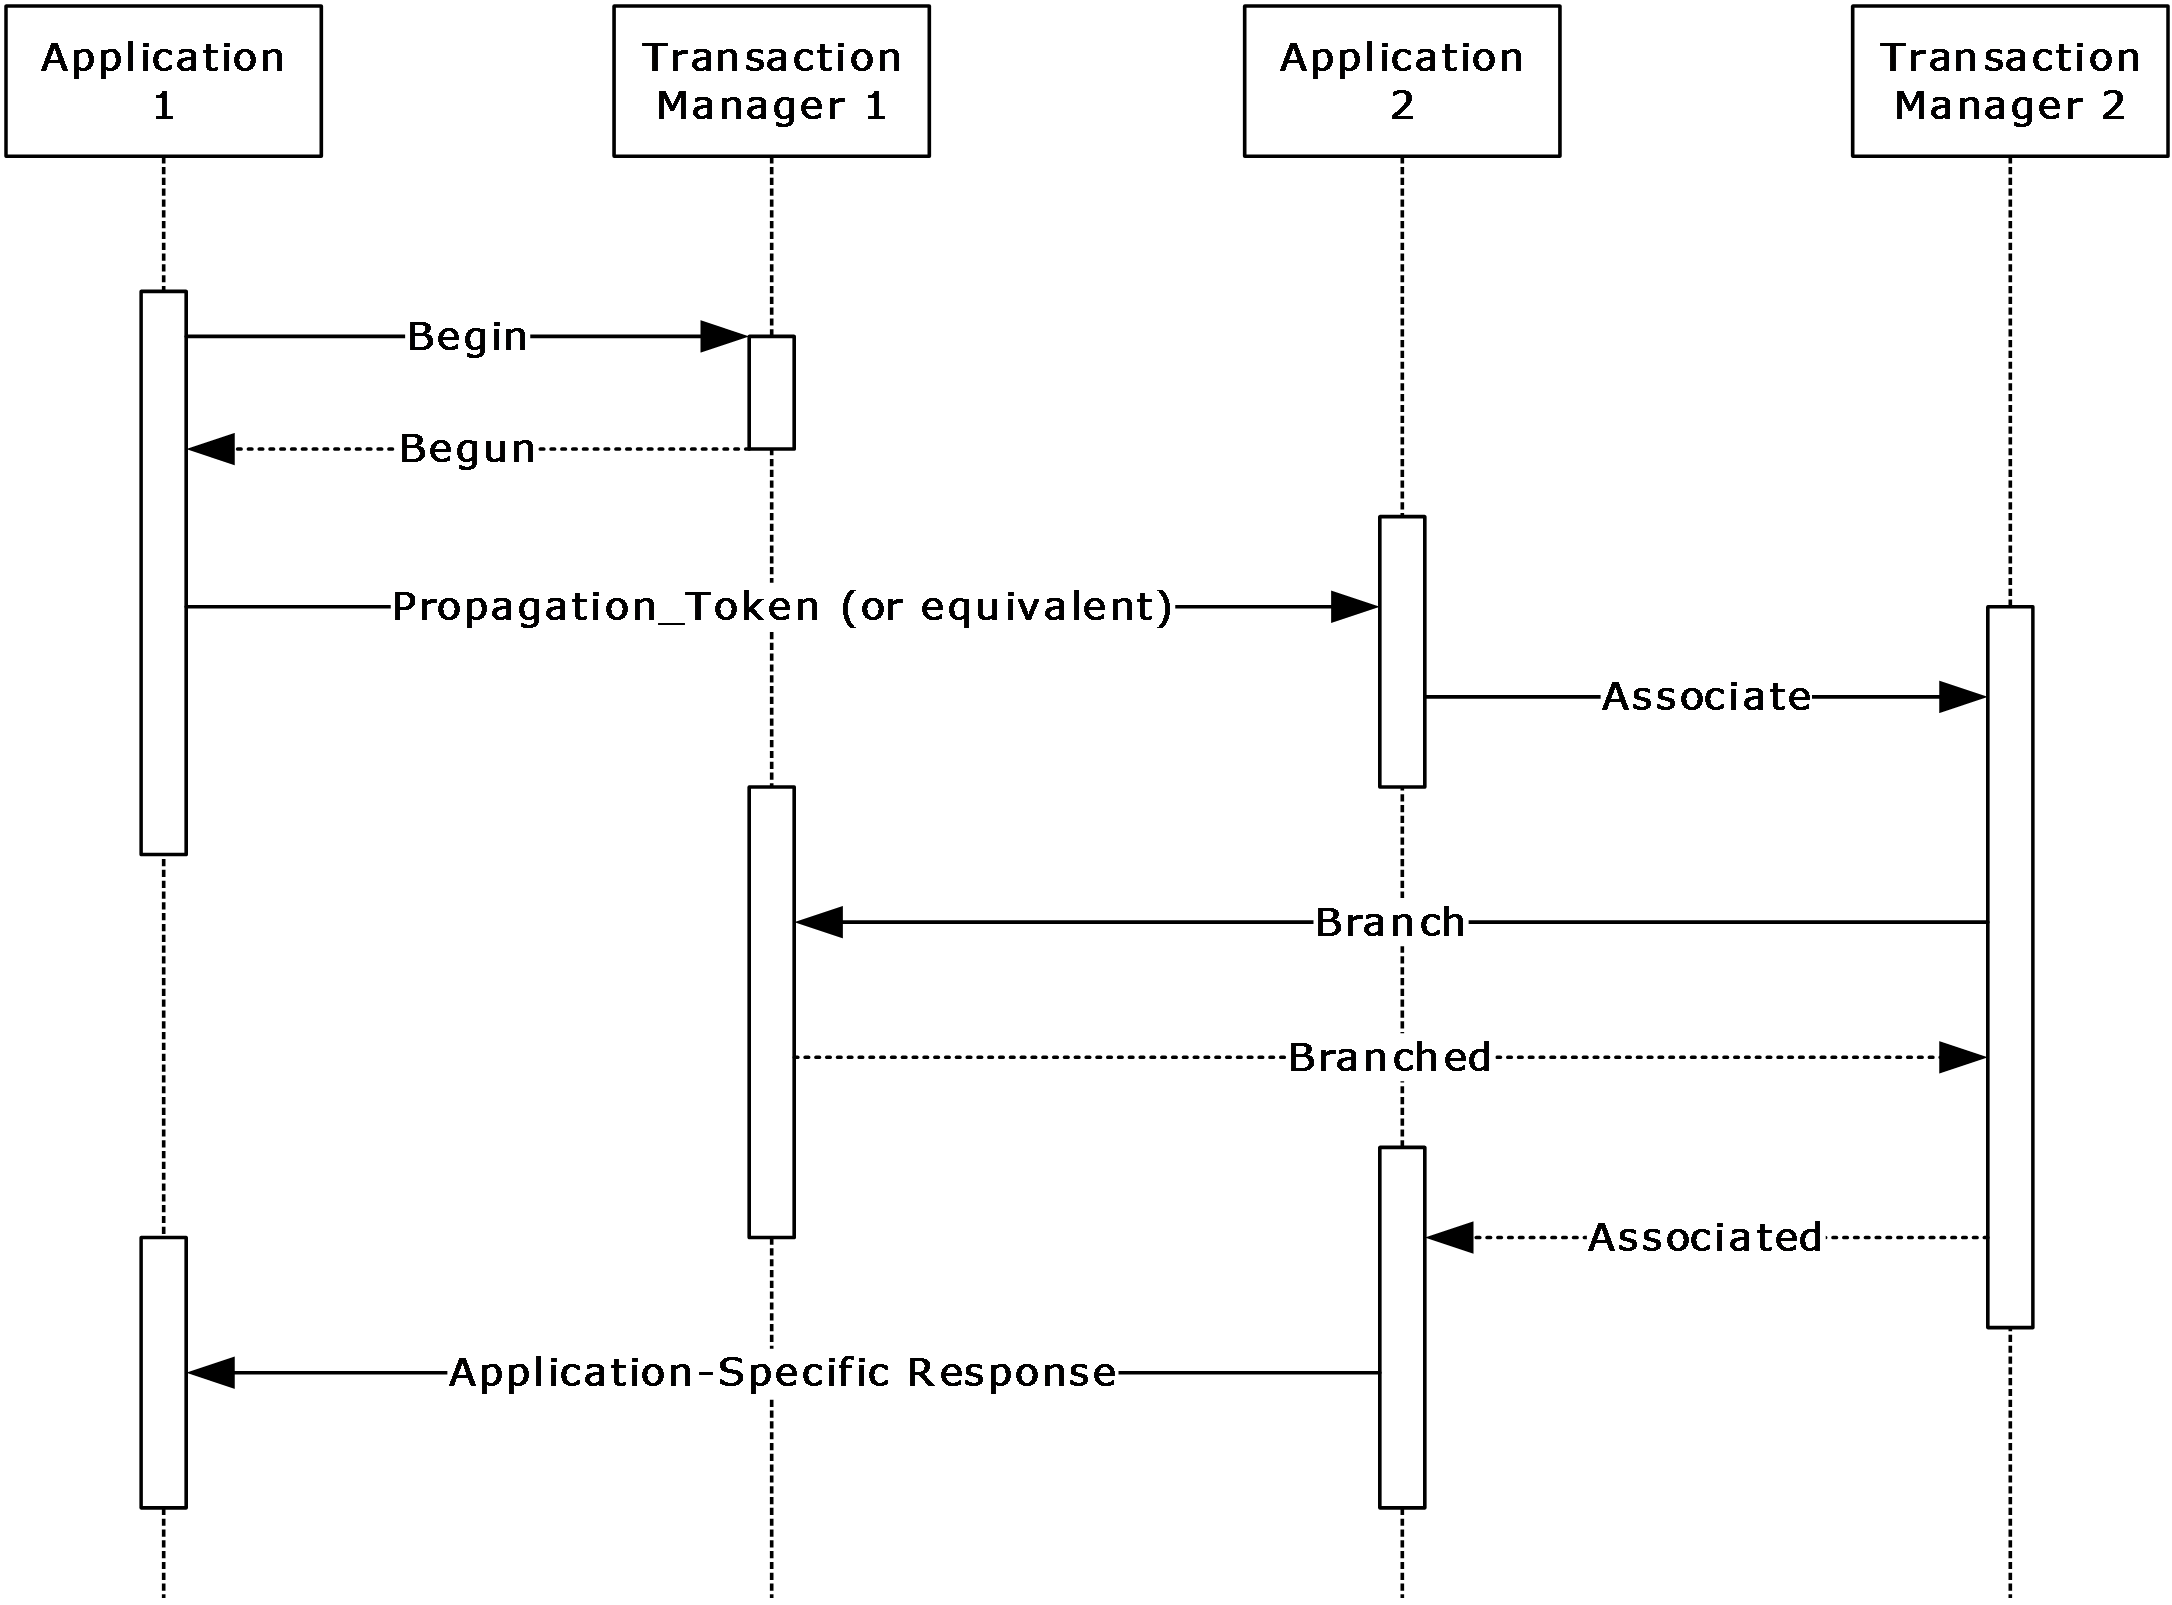 Application
1
Transaction
Manager 1
Application
2
Transaction
Manager 2
Begin
Begun
Propagation_Token (or equivalent)
Associate
Branch
Branched
Associated
Application-Specific Response